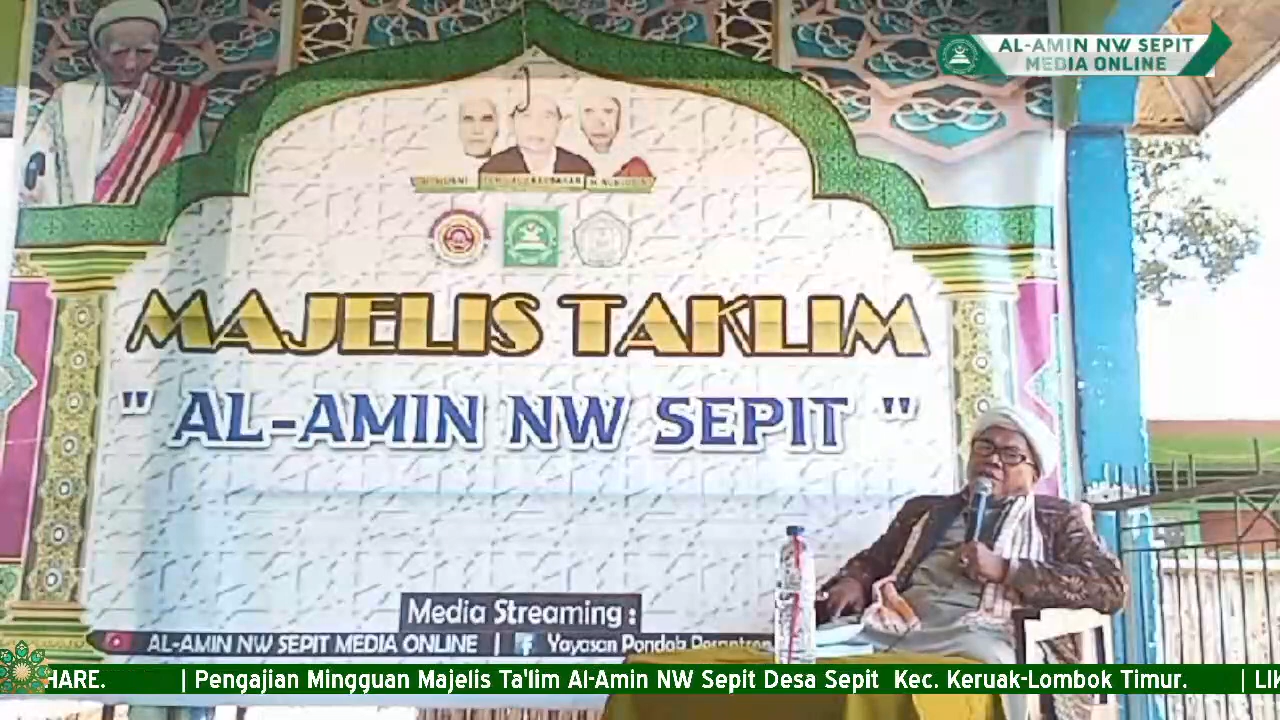 AL-AMIN NW SEPIT
MEDIA ONLINE
MAJELIS TAKLIM
" AL-AMIN NW SEPIT "
Media Streaming :
AL-AMIN NW SEPIT MEDIA ONLINE | Yayasan Pondok
HARE. | Pengajian Mingguan Majelis Ta'lim Al-Amin NW Sepit Desa Sepit Kec. Keruak-Lombok Timur. | LIK